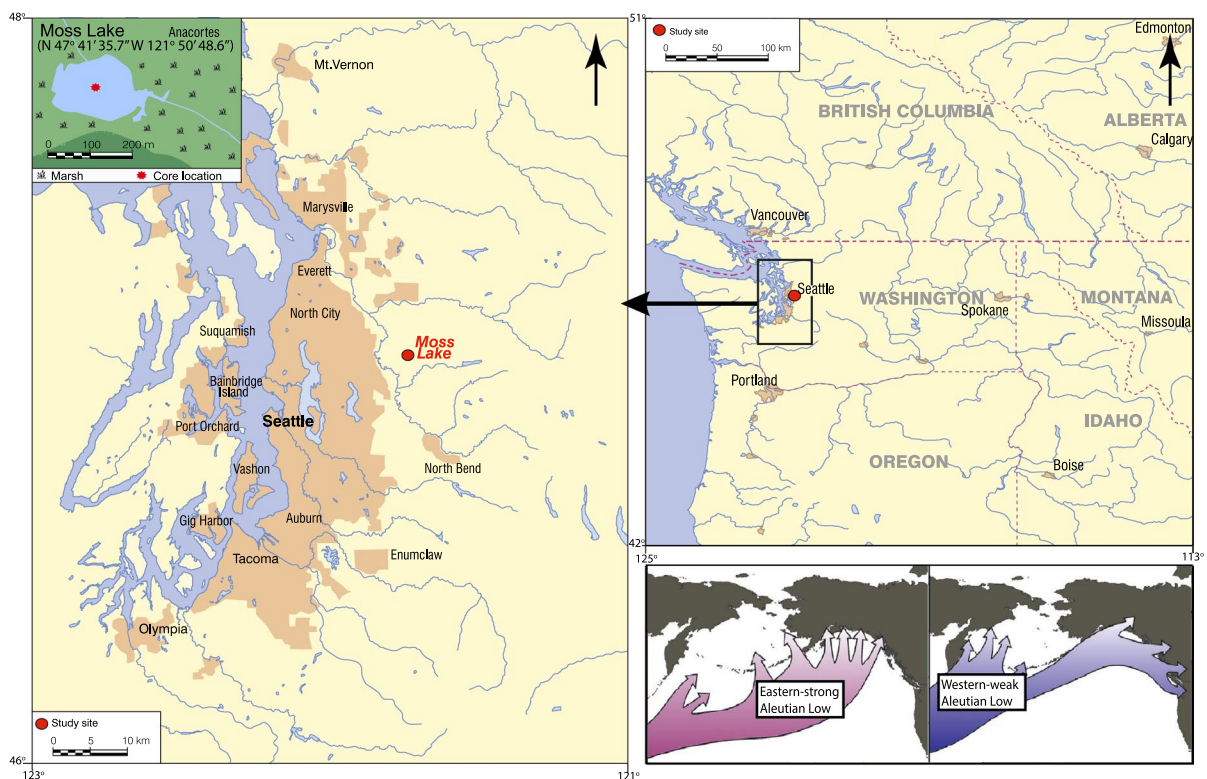 Moss Lake
Anacortes
(N 47° 41’ 35.7” W 121° 50’ 48.6”)
0 100 200 m
Marsh
Core location
48°
Mt.Vernon
Marysville
Everett
North City
Suquamish
Moss
Lake
Bainbridge
Island
Port Orchard
Seattle
North Bend
Vashon
Gig Harbor
Auburn
Tacoma
Enumclaw
Olympia
Study site
0 5 10 km
46°
123°
121°
51°
Study site
0 50 100 km
Edmonton
BRITISH COLUMBIA
ALBERTA
Calgary
Vancouver
Seattle
WASHINGTON
Spokane
MONTANA
Missoula
Portland
IDAHO
OREGON
Boise
42°
125°
113°
Eastern-strong
Aleutian Low
Western-weak
Aleutian Low